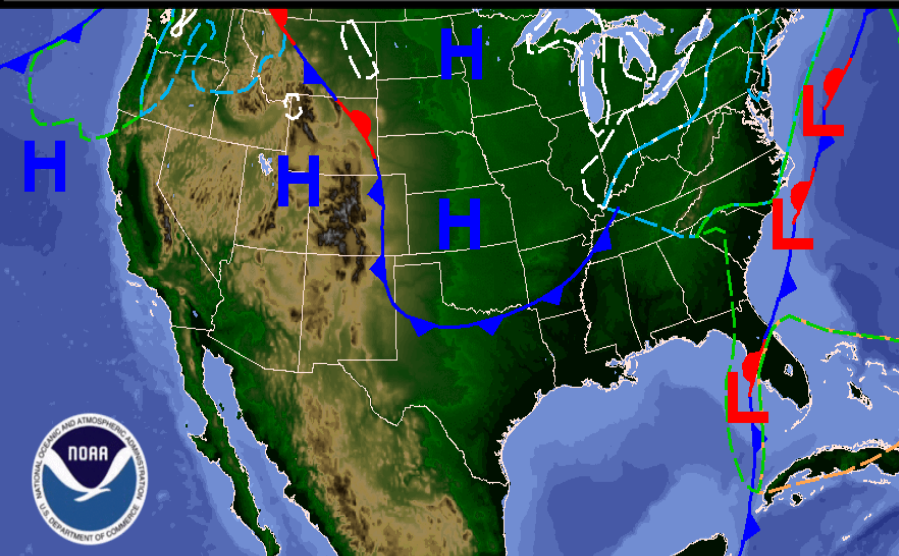 H
H
H
H
L
L
L
NOAA
NATIONAL OCEANIC AND ATMOSPHERIC ADMINISTRATION
U.S. DEPARTMENT OF COMMERCE